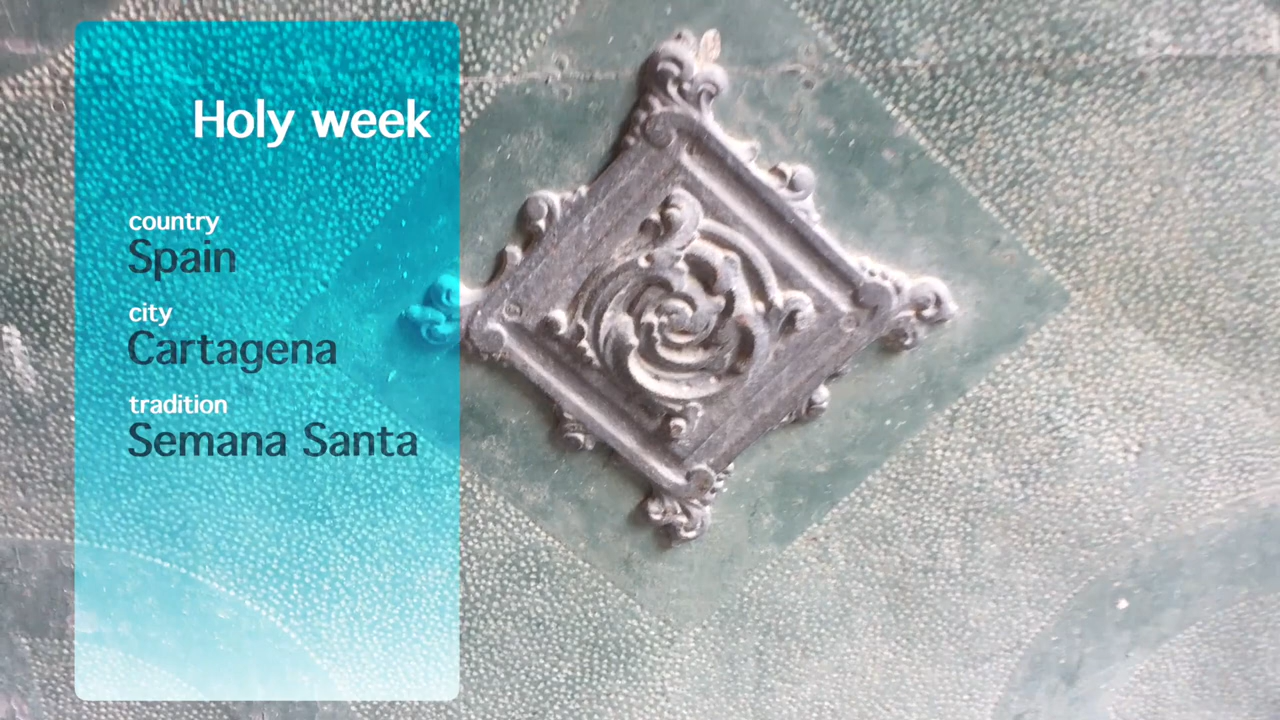 Holy week
country
Spain
city
Cartagena
tradition
Semana Santa